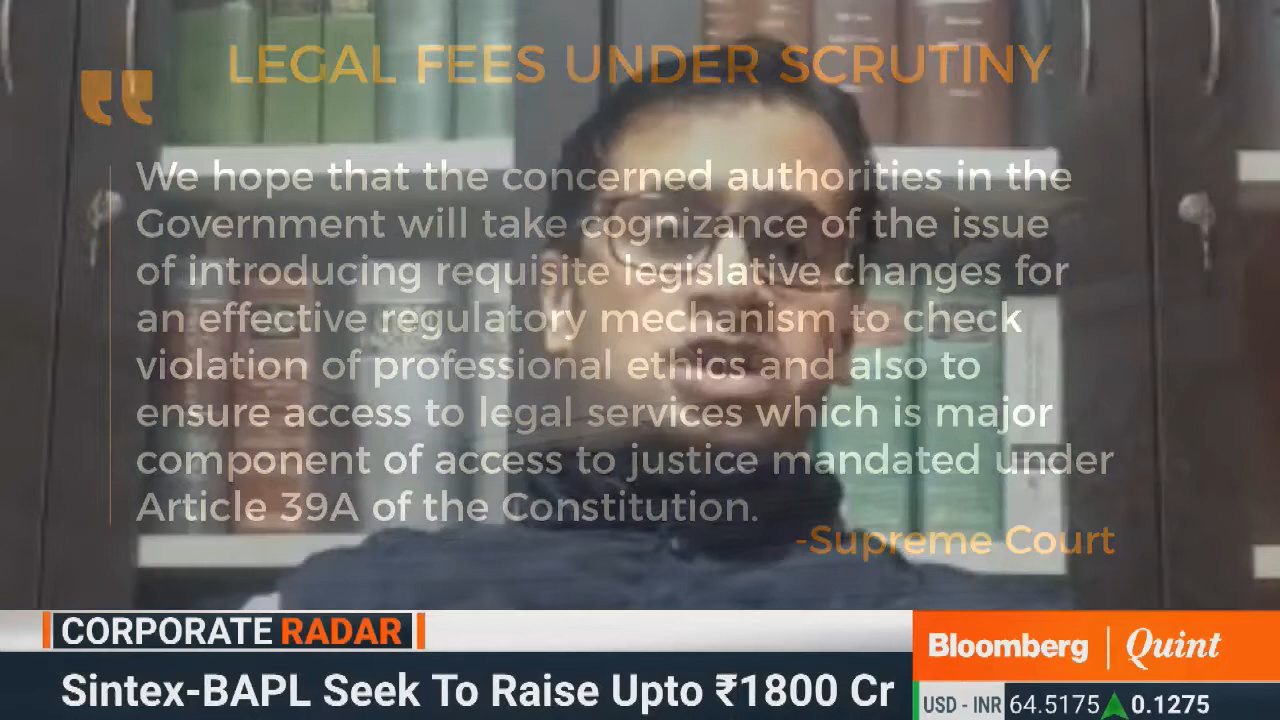 LEGAL FEES UNDER SCRUTINY
We hope that the concerned authorities in the
Government will take cognizance of the issue
of introducing requisite legislative changes for
an effective regulatory mechanism to check
violation of professional ethics and also to
ensure access to legal services which is major
component of access to justice mandated under
Article 39A of the Constitution.
-Supreme Court
CORPORATE RADAR
Bloomberg | Quint
Sintex-BAPL Seek To Raise Upto ₹1800 Cr
USD - INR 64.5175 ▲ 0.1275